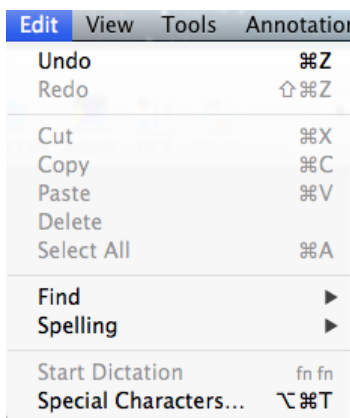 Edit View Tools Annotation
Undo ⌘Z
Redo ⇧⌘Z
Cut ⌘X
Copy ⌘C
Paste ⌘V
Delete
Select All ⌘A
Find ▶
Spelling ▶
Start Dictation fn fn
Special Characters... ⌥⌘T